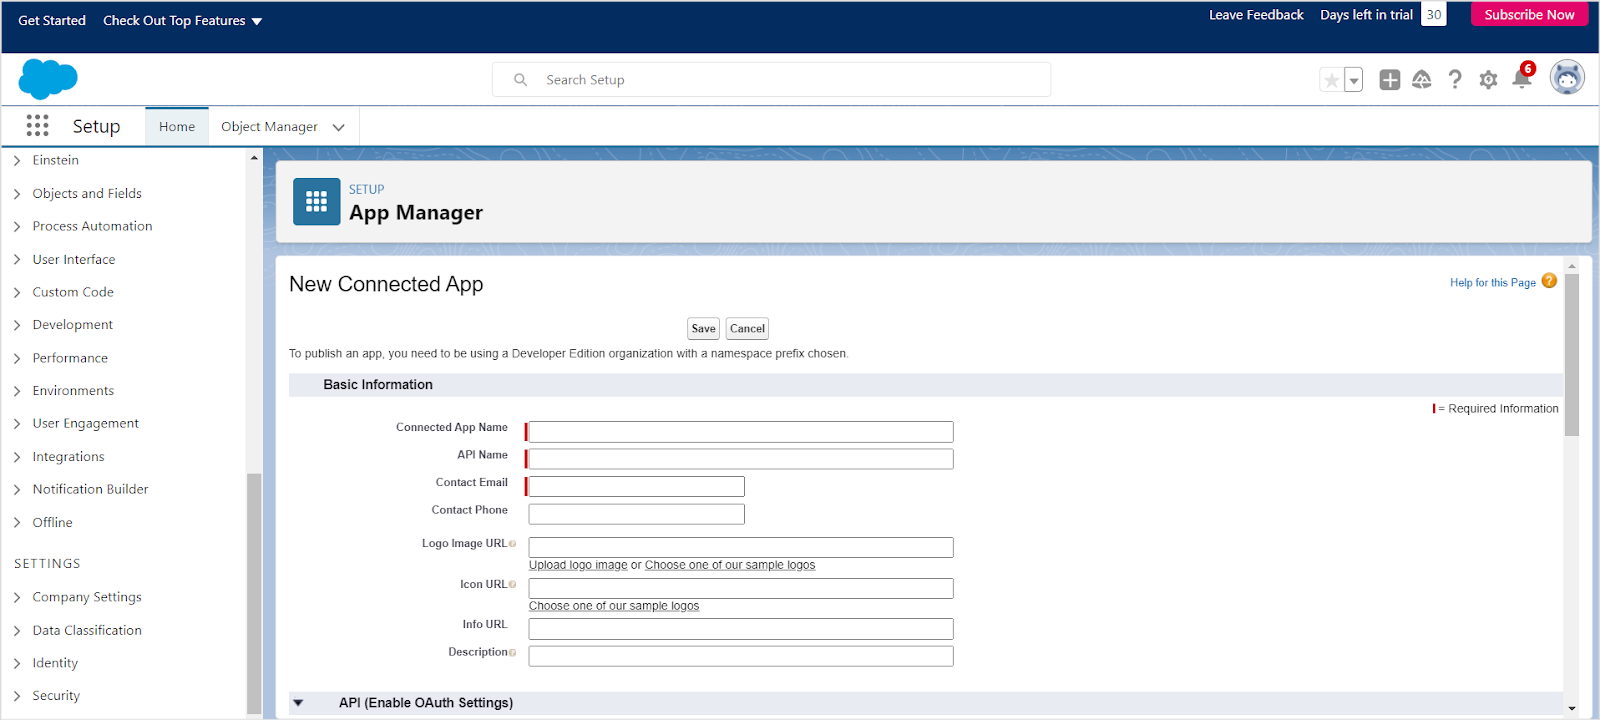 Get Started Check Out Top Features Leave Feedback Days left in trial 30 Subscribe Now
Search Setup 6
Setup Home Object Manager
Einstein
Objects and Fields
Process Automation
User Interface
Custom Code
Development
Performance
Environments
User Engagement
Integrations
Notification Builder
Offline
SETTINGS
Company Settings
Data Classification
Identity
Security
SETUP
App Manager
New Connected App
Help for this Page ?
Save Cancel
To publish an app, you need to be using a Developer Edition organization with a namespace prefix chosen.
Basic Information
= Required Information
Connected App Name
API Name
Contact Email
Contact Phone
Logo Image URL
Upload logo image or Choose one of our sample logos
Icon URL
Choose one of our sample logos
Info URL
Description
API (Enable OAuth Settings)